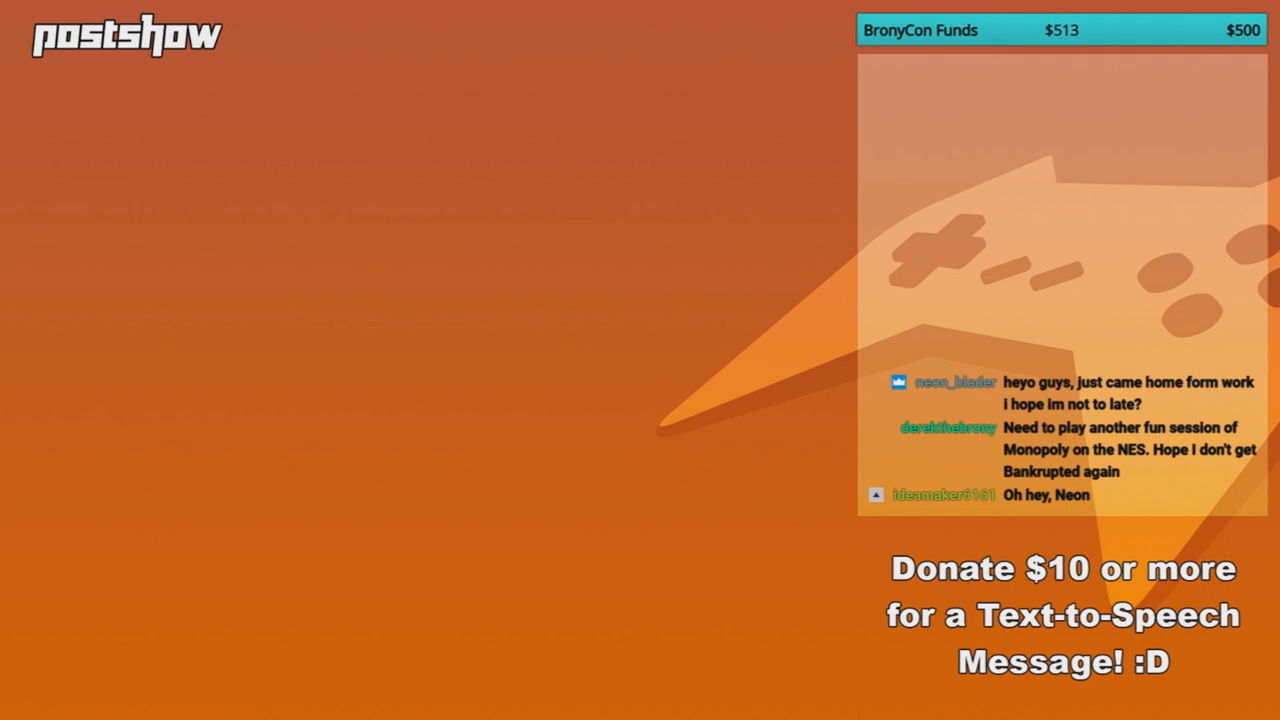 postshow
BronyCon Funds $513 $500
neon_blader heyo guys, just came home form work
i hope im not to late?
derekthebrony Need to play another fun session of
Monopoly on the NES. Hope I don't get
Bankrupted again
ideamaker6161 Oh hey, Neon
Donate $10 or more
for a Text-to-Speech
Message! :D